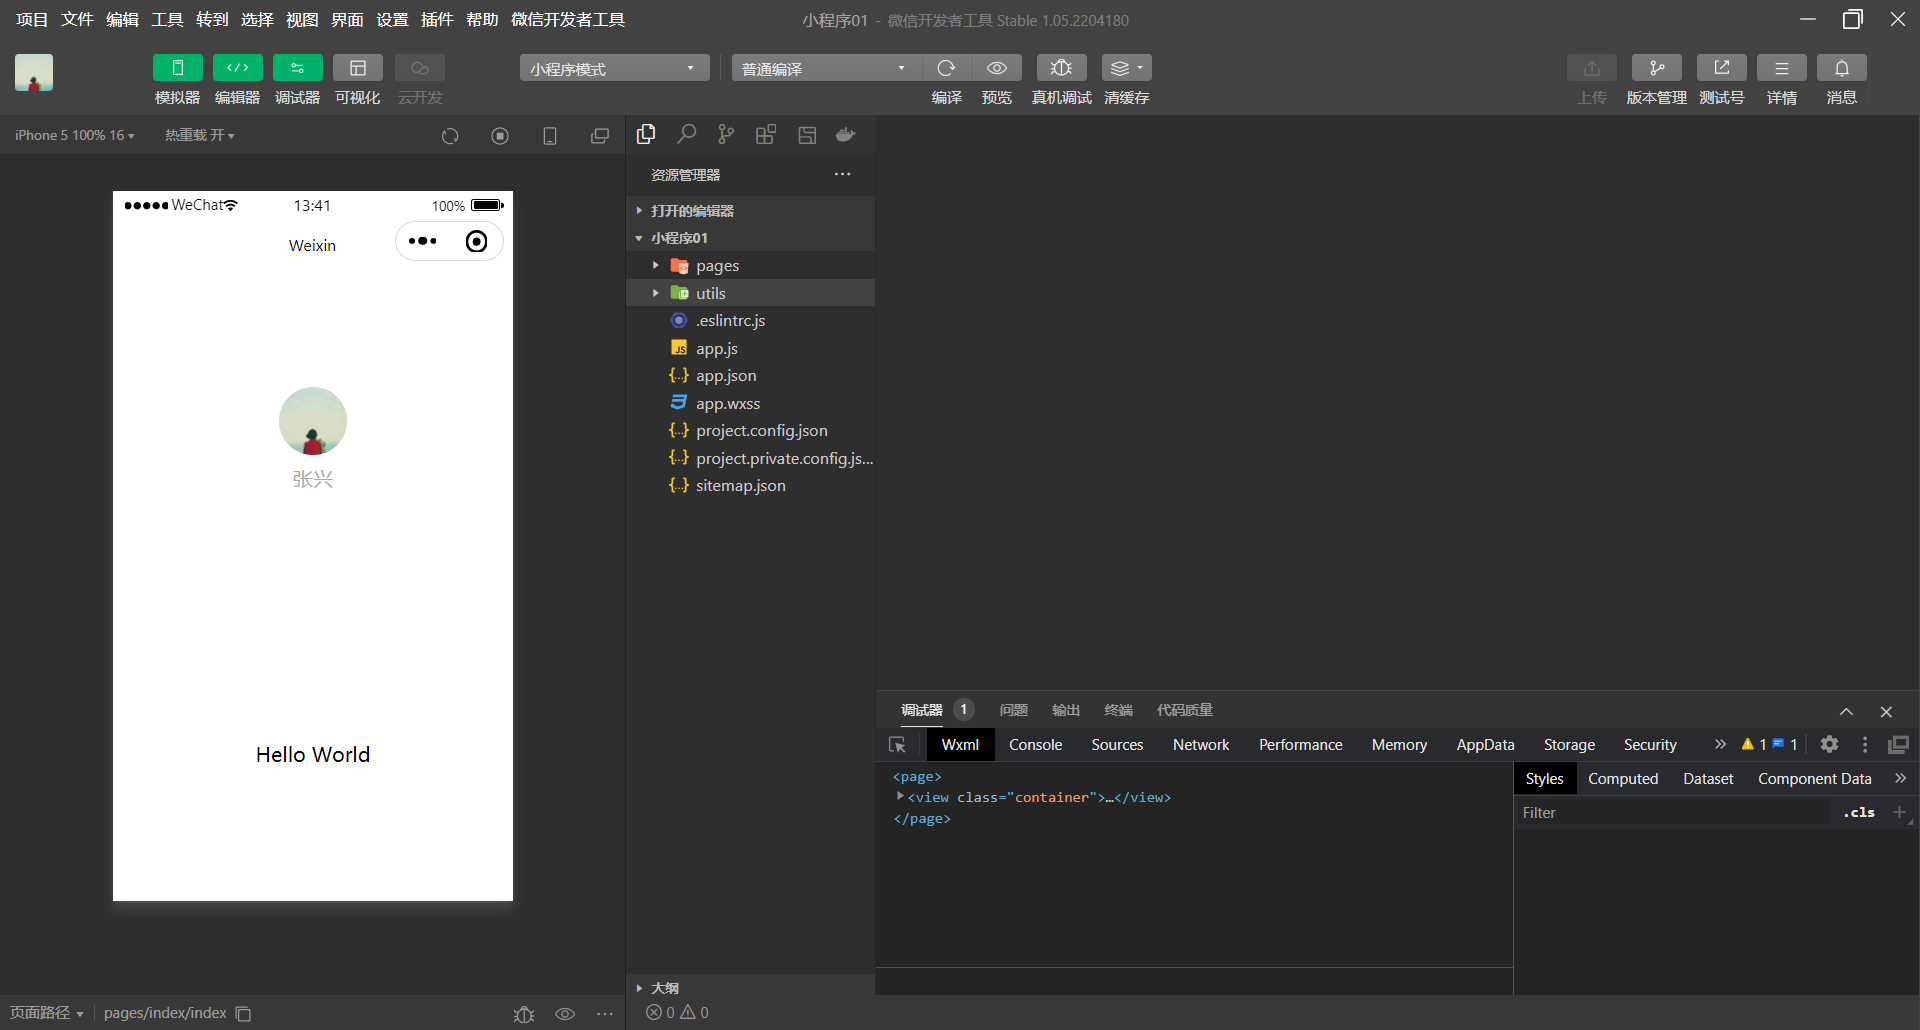 项目 文件 编辑 工具 转到 选择 视图 界面 设置 插件 帮助 微信开发者工具
小程序01 - 微信开发者工具 Stable 1.05.2204180
模拟器 编辑器 调试器 可视化 云开发
小程序模式
普通编译
编译 预览 真机调试 清缓存
上传 版本管理 测试号 详情 消息
iPhone 5 100% 16
热重载 开
WeChat 13:41 100%
Weixin
张兴
Hello World
页面路径 pages/index/index
资源管理器
打开的编辑器
小程序01
pages
utils
.eslintrc.js
JS app.js
{..} app.json
app.wxss
{..} project.config.json
{..} project.private.config.js...
{..} sitemap.json
大纲
0 0
调试器 1 问题 输出 终端 代码质量
Wxml Console Sources Network Performance Memory AppData Storage Security » 1 1
<page>
<view class="container">…</view>
</page>
Styles Computed Dataset Component Data »
Filter .cls +